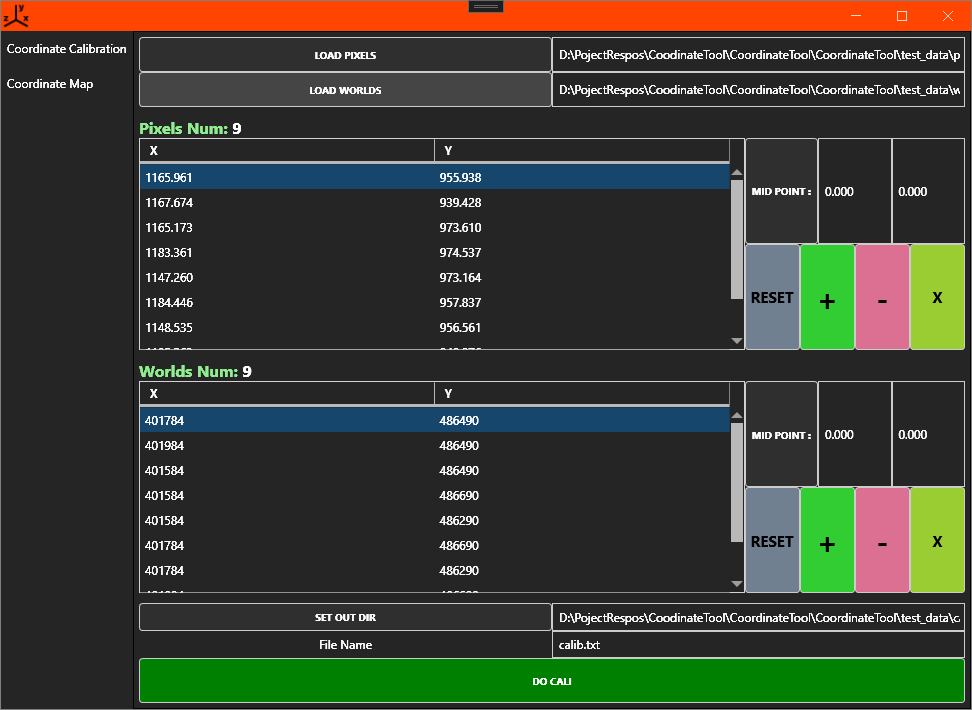 y
z x
Coordinate Calibration
Coordinate Map
LOAD PIXELS D:\PojectRespos\CoodinateTool\CoordinateTool\CoordinateTool\test_data\p
LOAD WORLDS D:\PojectRespos\CoodinateTool\CoordinateTool\CoordinateTool\test_data\w
Pixels Num: 9
X Y
1165.961 955.938
1167.674 939.428
1165.173 973.610
1183.361 974.537
1147.260 973.164
1184.446 957.837
1148.535 956.561
MID POINT : 0.000 0.000
RESET + - X
Worlds Num: 9
X Y
401784 486490
401984 486490
401584 486490
401584 486690
401584 486290
401784 486690
401784 486290
MID POINT : 0.000 0.000
RESET + - X
SET OUT DIR D:\PojectRespos\CoodinateTool\CoordinateTool\CoordinateTool\test_data\c
File Name calib.txt
DO CALI